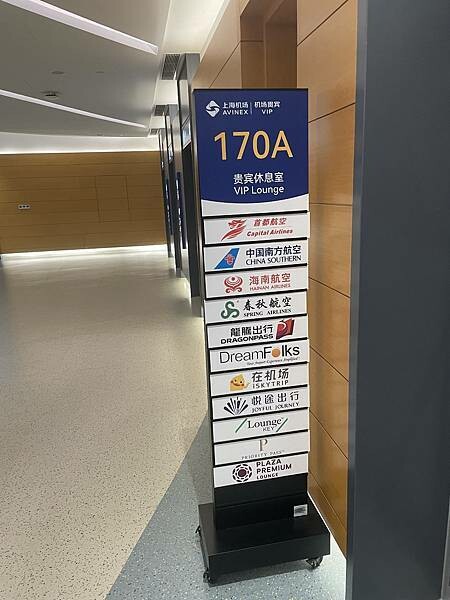 上海机场 | 机场贵宾
AVINEX | VIP
170A
贵宾休息室
VIP Lounge
首都航空
Capital Airlines
中国南方航空
CHINA SOUTHERN
海南航空
HAINAN AIRLINES
春秋航空
SPRING AIRLINES
龍騰出行
DRAGONPASS
DreamFolks
在机场
ISKYTRIP
悦途出行
JOYFUL JOURNEY
Lounge
KEY
P
PRIORITY PASS
PLAZA
PREMIUM
LOUNGE